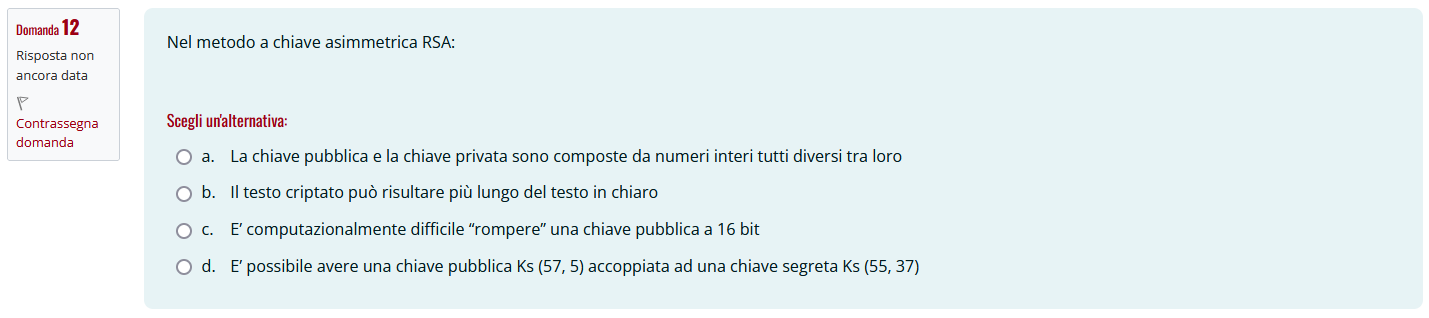 Domanda 12
Risposta non
ancora data
Contrassegna
domanda
Nel metodo a chiave asimmetrica RSA:
Scegli un'alternativa:
a. La chiave pubblica e la chiave privata sono composte da numeri interi tutti diversi tra loro
b. Il testo criptato può risultare più lungo del testo in chiaro
c. E’ computazionalmente difficile “rompere” una chiave pubblica a 16 bit
d. E’ possibile avere una chiave pubblica Ks (57, 5) accoppiata ad una chiave segreta Ks (55, 37)